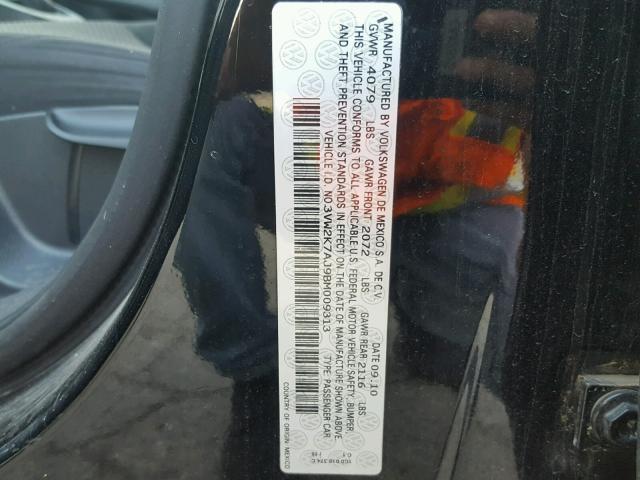 MANUFACTURED BY VOLKSWAGEN DE MEXICO S.A. DE C.V.
GVWR 4079 LBS GAWR FRONT 2072 LBS GAWR REAR 2116 LBS DATE 09.10
THIS VEHICLE CONFORMS TO ALL APPLICABLE U.S. FEDERAL MOTOR VEHICLE SAFETY, BUMPER,
AND THEFT PREVENTION STANDARDS IN EFFECT ON THE DATE OF MANUFACTURE SHOWN ABOVE.
VEHICLE I.D. NO 3VW2K7AJ9BM009313 TYPE: PASSENGER CAR
COUNTRY OF ORIGIN: MEXICO